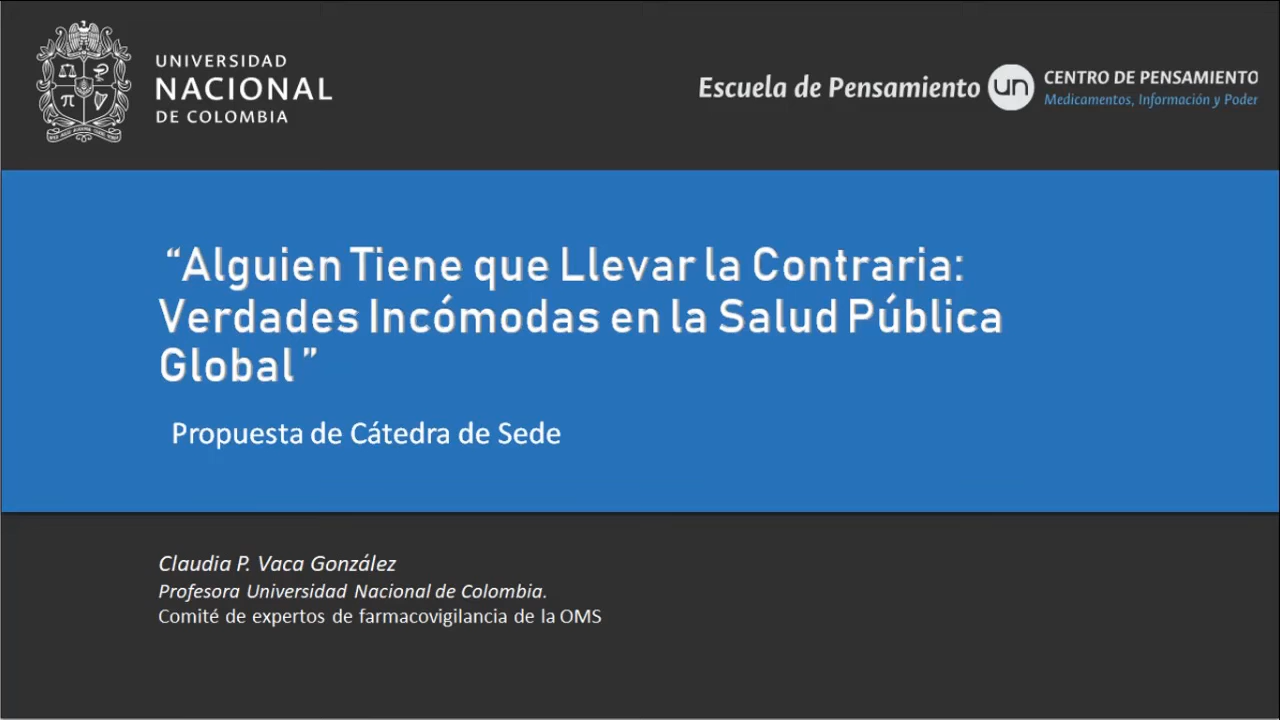 UNIVERSIDAD
NACIONAL
DE COLOMBIA
Escuela de Pensamiento
un
CENTRO DE PENSAMIENTO
Medicamentos, Información y Poder
“Alguien Tiene que Llevar la Contraria:
Verdades Incómodas en la Salud Pública
Global ”
Propuesta de Cátedra de Sede
Claudia P. Vaca González
Profesora Universidad Nacional de Colombia.
Comité de expertos de farmacovigilancia de la OMS